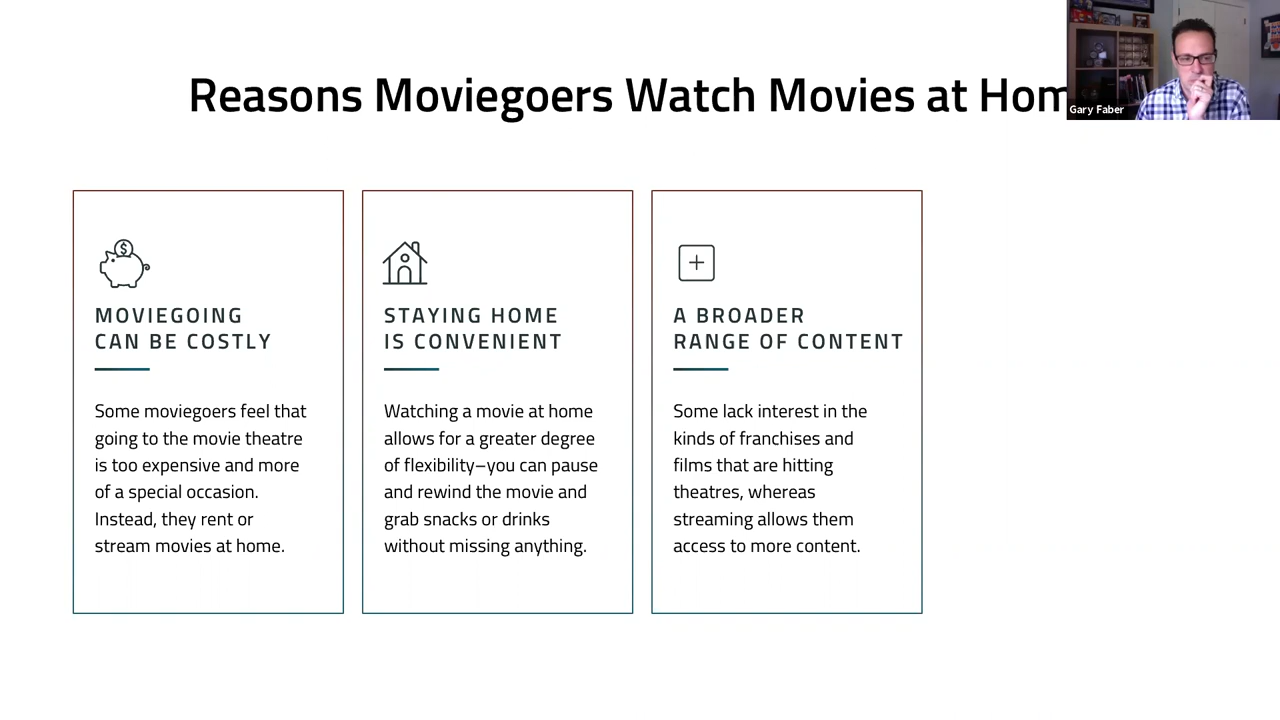 Reasons Moviegoers Watch Movies at Hom
Gary Faber
MOVIEGOING
CAN BE COSTLY
Some moviegoers feel that
going to the movie theatre
is too expensive and more
of a special occasion.
Instead, they rent or
stream movies at home.
STAYING HOME
IS CONVENIENT
Watching a movie at home
allows for a greater degree
of flexibility–you can pause
and rewind the movie and
grab snacks or drinks
without missing anything.
A BROADER
RANGE OF CONTENT
Some lack interest in the
kinds of franchises and
films that are hitting
theatres, whereas
streaming allows them
access to more content.